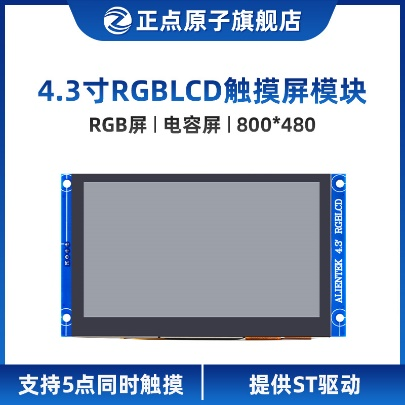 正点原子旗舰店
4.3寸RGBLCD触摸屏模块
RGB屏 | 电容屏 | 800*480
ALIENTEK 4.3' RGBLCD
支持5点同时触摸
提供ST驱动